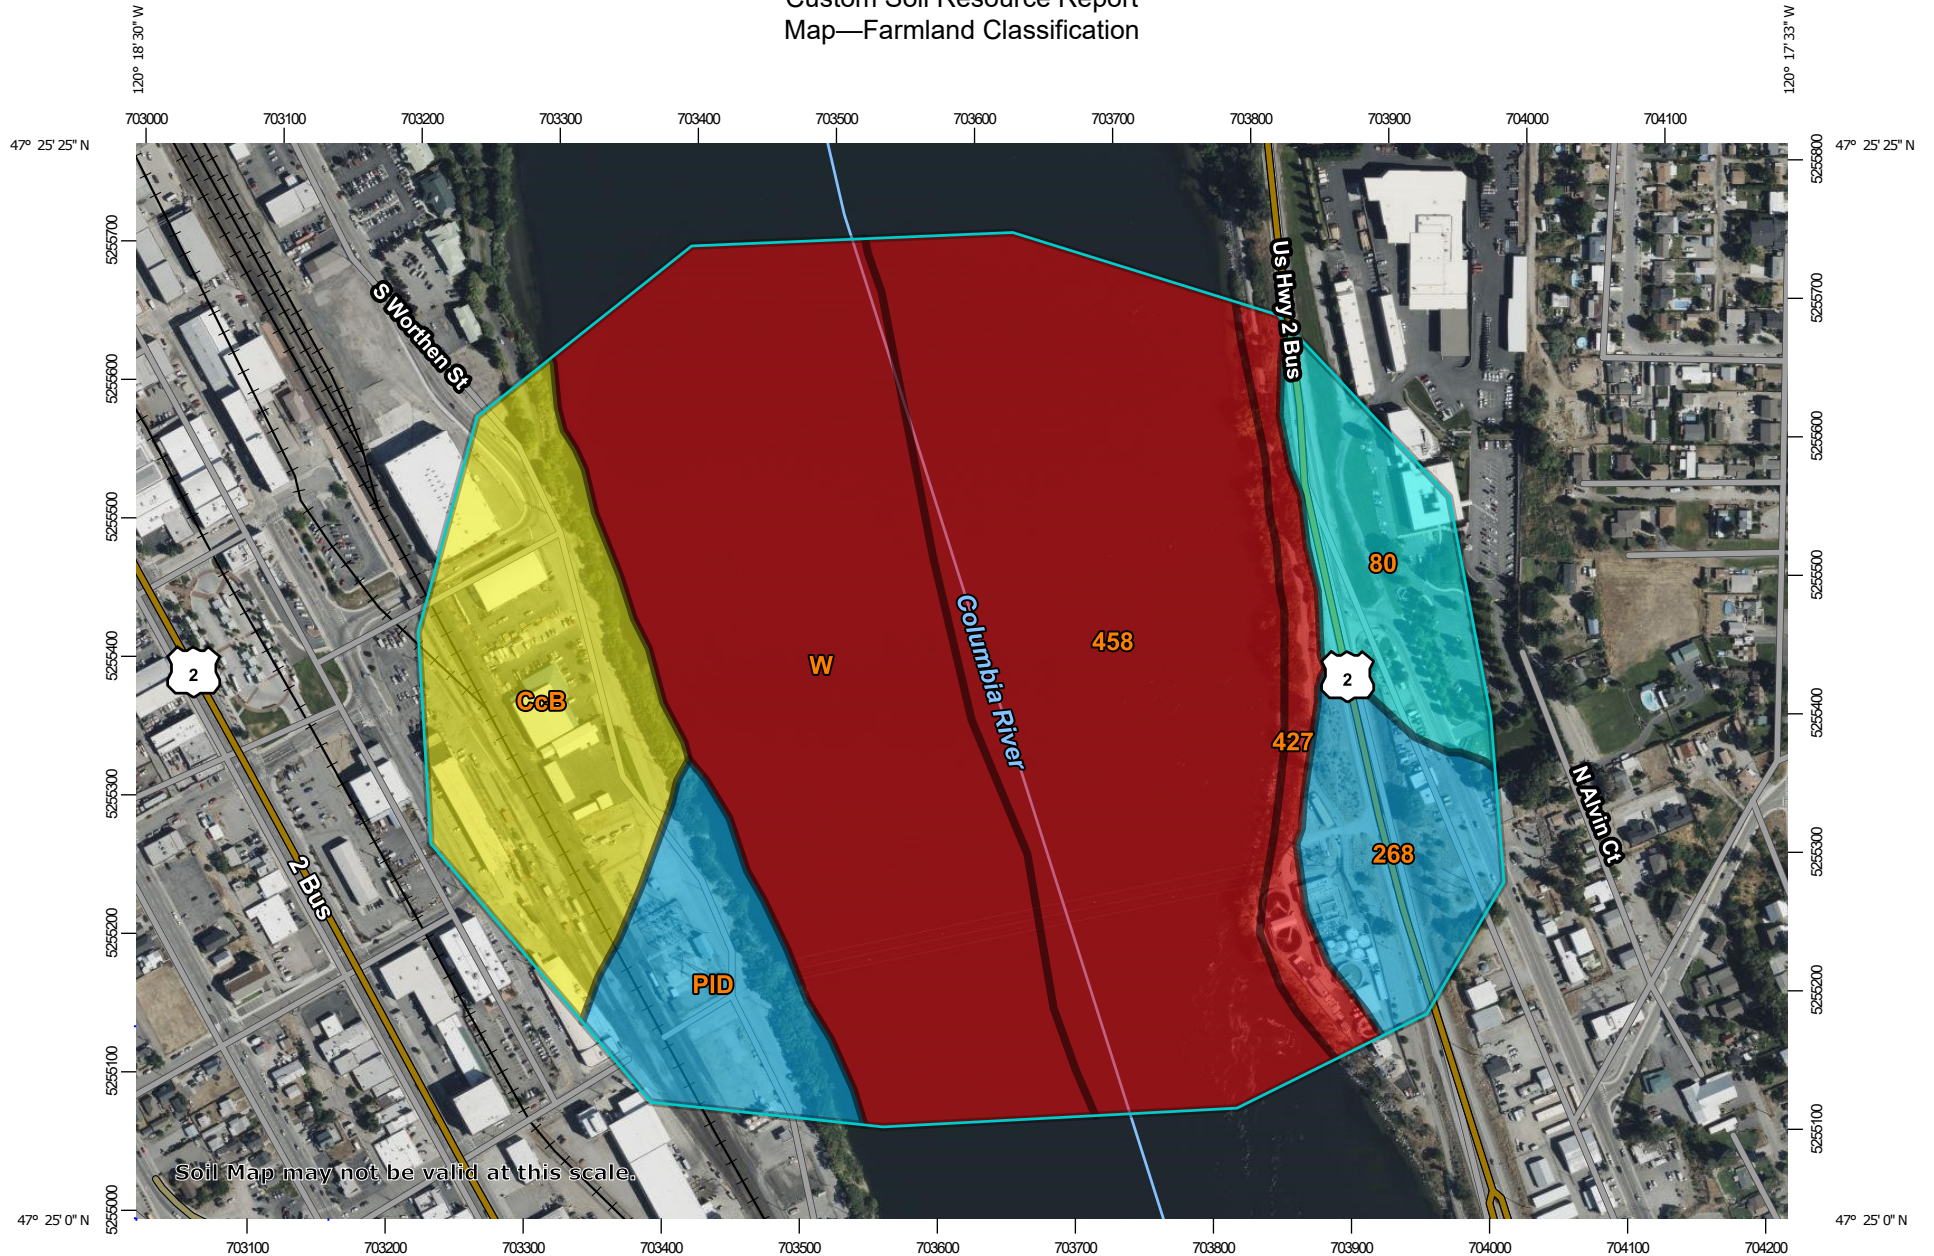 Custom Soil Resource Report
Map—Farmland Classification
120° 18' 30" W
120° 17' 33" W
703000 703100 703200 703300 703400 703500 703600 703700 703800 703900 704000 704100
47° 25' 25" N
47° 25' 25" N
5255800
5255700
5255700
5255600
5255600
5255500
5255500
5255400
5255400
5255300
5255300
5255200
5255200
5255100
5255100
5255000
S Worthen St
Us Hwy 2 Bus
80
Columbia River
458
W
2
2
CcB
427
N Alvin Ct
268
2 Bus
PID
Soil Map may not be valid at this scale.
47° 25' 0" N
47° 25' 0" N
703100 703200 703300 703400 703500 703600 703700 703800 703900 704000 704100 704200